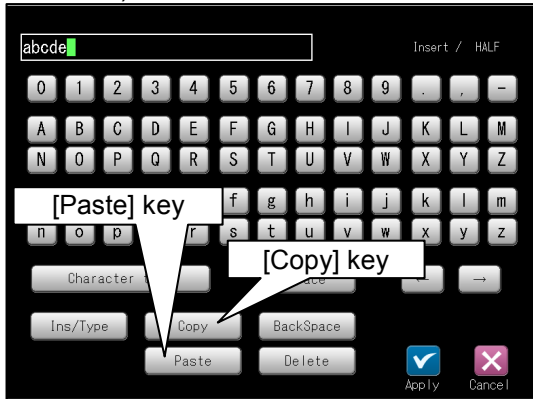 abcde
Insert / HALF
0 1 2 3 4 5 6 7 8 9 . , -
A B C D E F G H I J K L M
N O P Q R S T U V W X Y Z
[Paste] key
f g h i j k l m
n o p r s t u v w x y z
[Copy] key
Character
← →
Ins/Type Copy BackSpace
Paste Delete
Apply Cancel